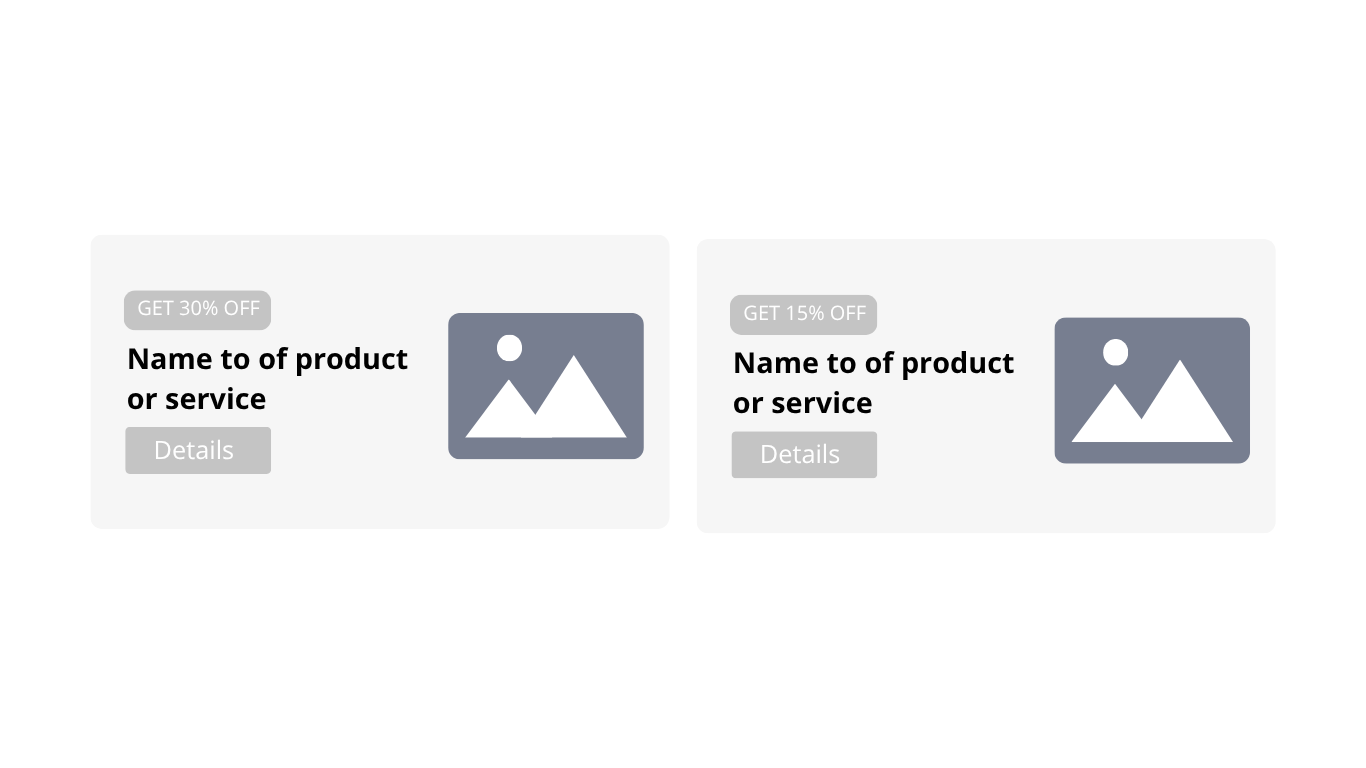 GET 30% OFF
Name to of product
or service
Details
GET 15% OFF
Name to of product
or service
Details